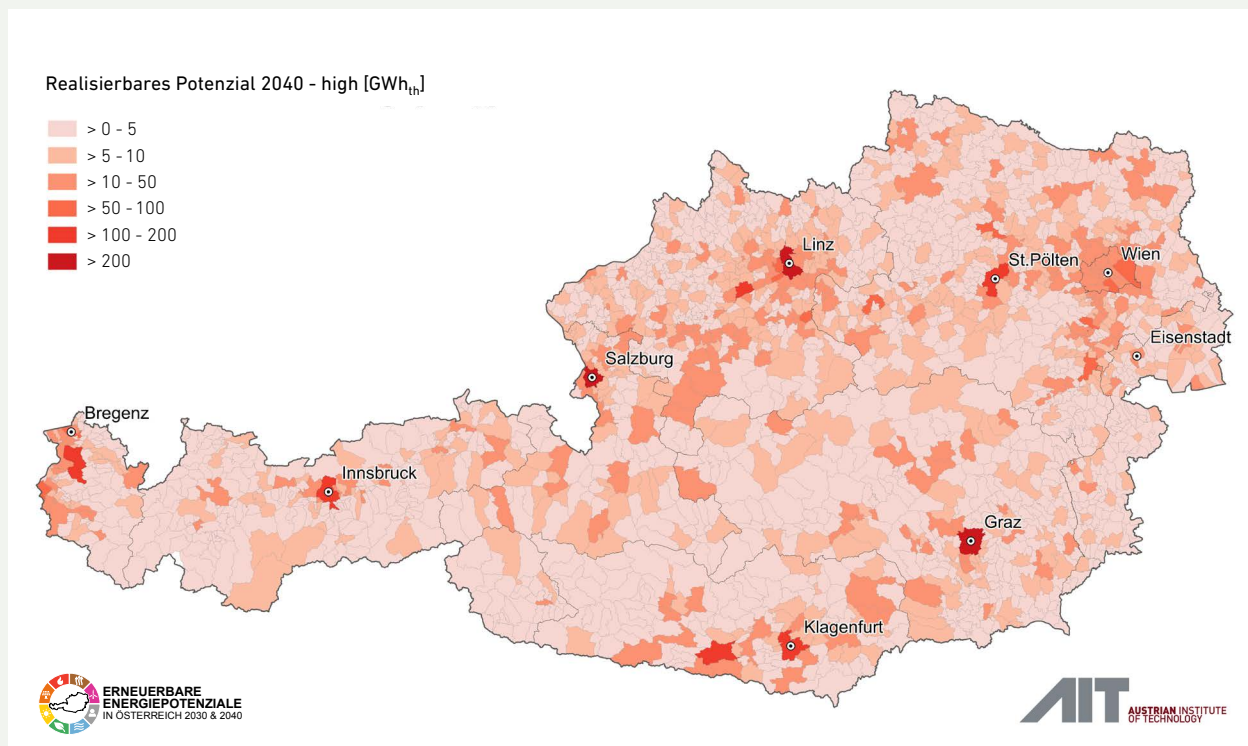 Realisierbares Potenzial 2040 - high [GWhth]
> 0 - 5
> 5 - 10
> 10 - 50
> 50 - 100
> 100 - 200
> 200
Linz
St.Pölten
Wien
Eisenstadt
Salzburg
Bregenz
Innsbruck
Graz
Klagenfurt
ERNEUERBARE
ENERGIEPOTENZIALE
IN ÖSTERREICH 2030 & 2040
AIT AUSTRIAN INSTITUTE
OF TECHNOLOGY